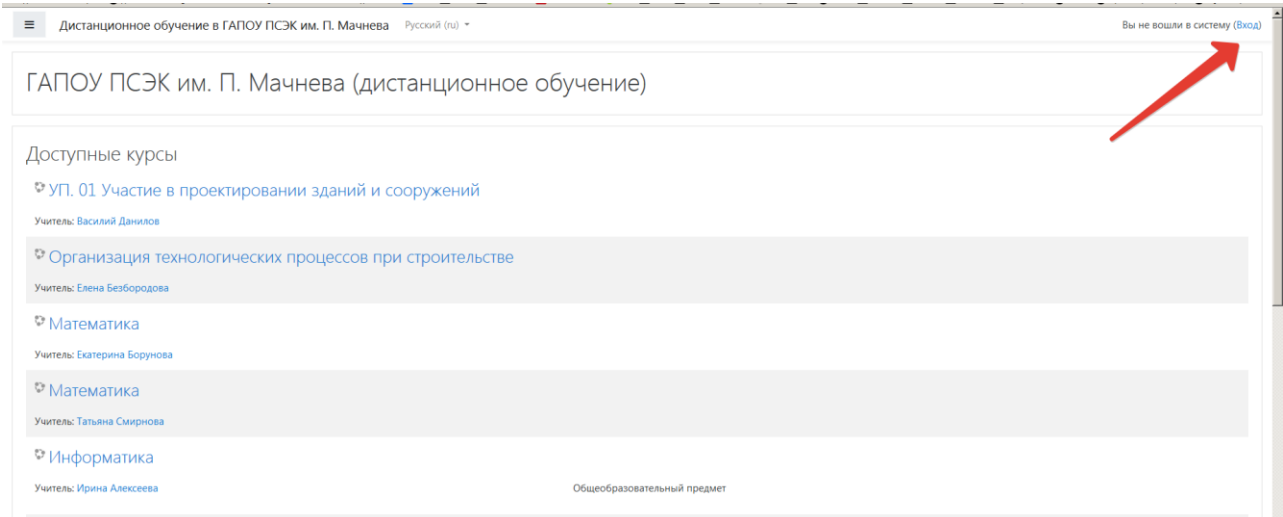 Дистанционное обучение в ГАПОУ ПСЭК им. П. Мачнева Русский (ru) Вы не вошли в систему (Вход)
ГАПОУ ПСЭК им. П. Мачнева (дистанционное обучение)
Доступные курсы
УП. 01 Участие в проектировании зданий и сооружений
Учитель: Василий Данилов
Организация технологических процессов при строительстве
Учитель: Елена Безбородова
Математика
Учитель: Екатерина Борунова
Математика
Учитель: Татьяна Смирнова
Информатика
Учитель: Ирина Алексеева Общеобразовательный предмет